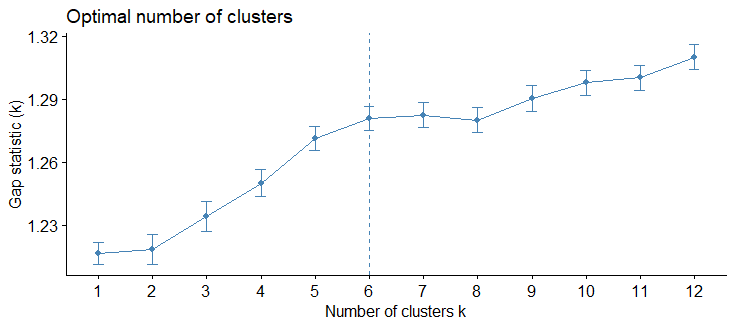 Optimal number of clusters
1.32
1.29
1.26
1.23
Gap statistic (k)
1 2 3 4 5 6 7 8 9 10 11 12
Number of clusters k